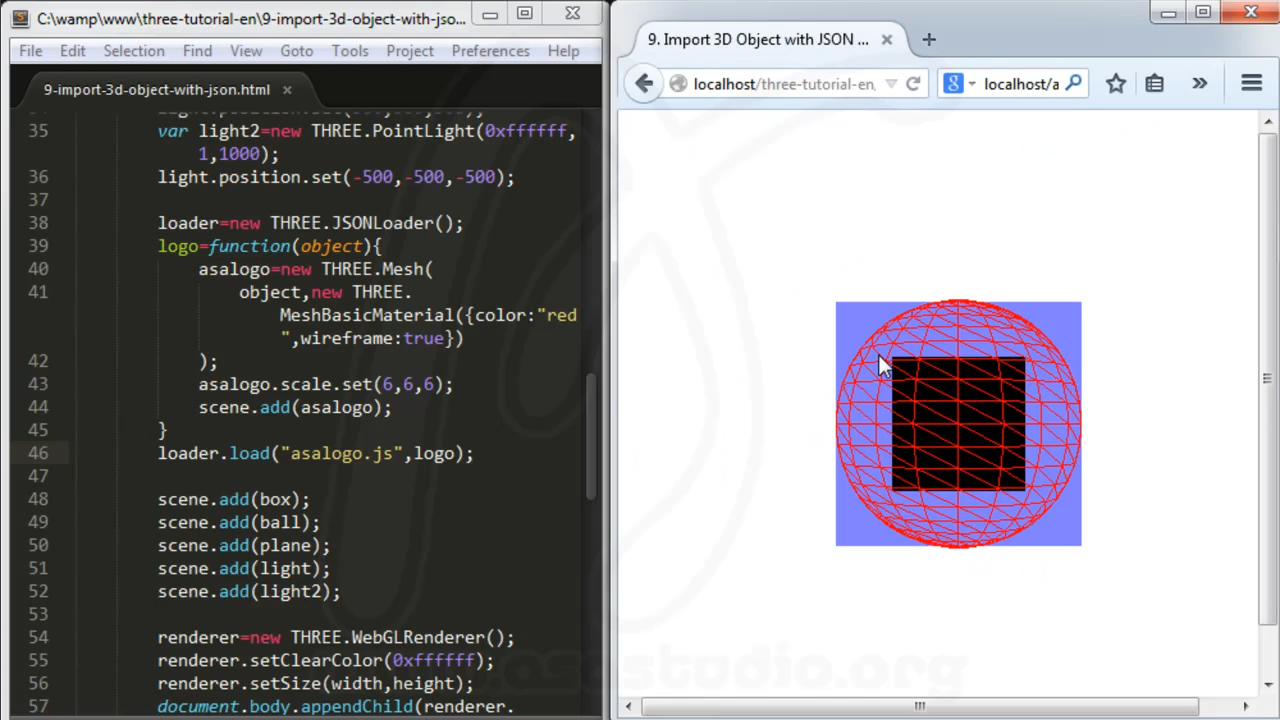 C:\wamp\www\three-tutorial-en\9-import-3d-object-with-jso...
File Edit Selection Find View Goto Tools Project Preferences Help
9-import-3d-object-with-json.html
35 var light2=new THREE.PointLight(0xffffff,
1,1000);
36 light.position.set(-500,-500,-500);
37
38 loader=new THREE.JSONLoader();
39 logo=function(object){
40 asalogo=new THREE.Mesh(
41 object,new THREE.
MeshBasicMaterial({color:"red
",wireframe:true})
42 );
43 asalogo.scale.set(6,6,6);
44 scene.add(asalogo);
45 }
46 loader.load("asalogo.js",logo);
47
48 scene.add(box);
49 scene.add(ball);
50 scene.add(plane);
51 scene.add(light);
52 scene.add(light2);
53
54 renderer=new THREE.WebGLRenderer();
55 renderer.setClearColor(0xffffff);
56 renderer.setSize(width,height);
57 document.body.appendChild(renderer.
9. Import 3D Object with JSON ...
localhost/three-tutorial-en,
localhost/a